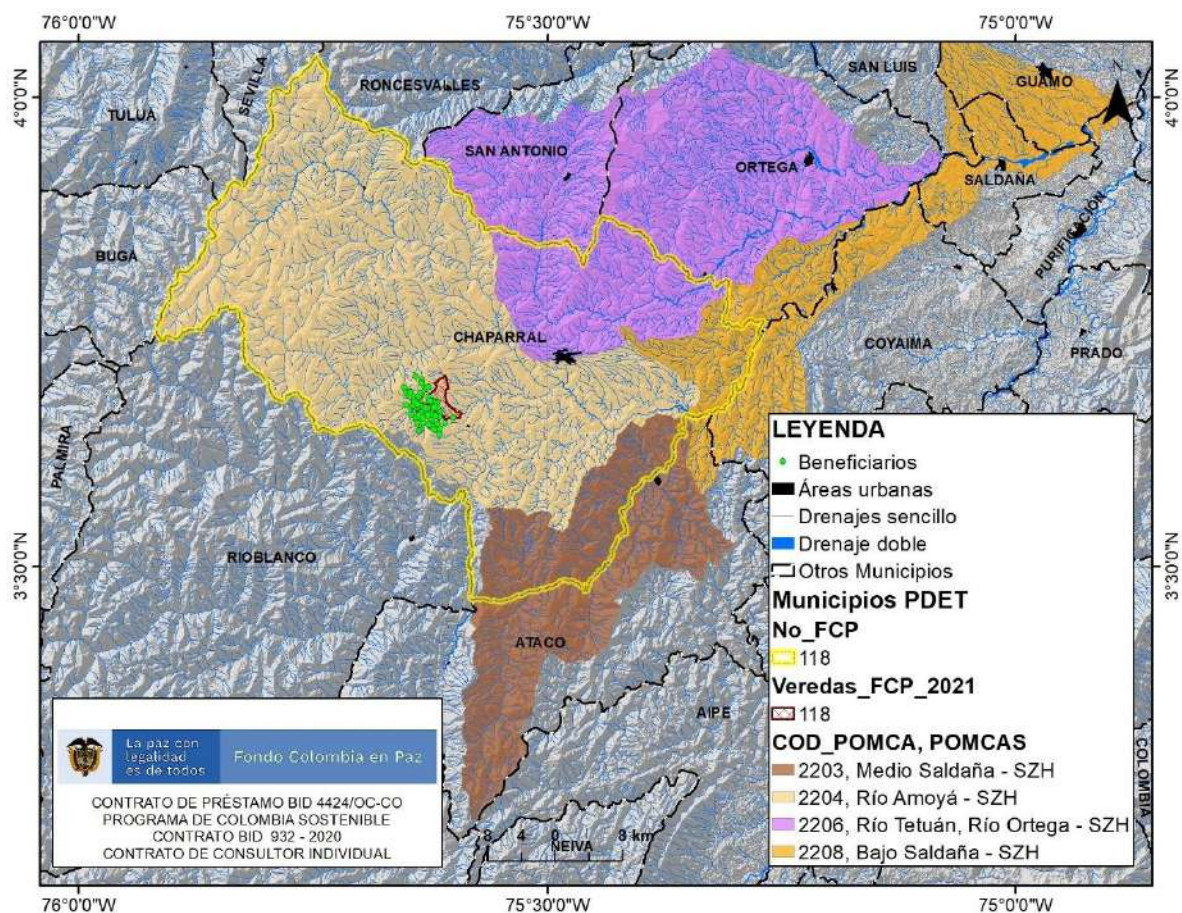 76°0'0"W
75°30'0"W
75°0'0"W
4°0'0"N
3°30'0"N
4°0'0"N
3°30'0"N
TULUA
SEVILLA
RONCESVALLES
SAN LUIS
GUAMO
N
SAN ANTONIO
ORTEGA
SALDAÑA
PURIFICACIÓN
BUGA
CHAPARRAL
COYAIMA
PRADO
PALMIRA
RIOBLANCO
ATACO
AIPE
NEIVA
COLOMBIA
8 4 0 8 km
LEYENDA
Beneficiarios
Áreas urbanas
Drenajes sencillo
Drenaje doble
Otros Municipios
Municipios PDET
No_FCP
118
Veredas_FCP_2021
118
COD_POMCA, POMCAS
2203, Medio Saldaña - SZH
2204, Río Amoyá - SZH
2206, Río Tetuán, Río Ortega - SZH
2208, Bajo Saldaña - SZH
La paz con
legalidad
es de todos
Fondo Colombia en Paz
CONTRATO DE PRÉSTAMO BID 4424/OC-CO
PROGRAMA DE COLOMBIA SOSTENIBLE
CONTRATO BID 932 - 2020
CONTRATO DE CONSULTOR INDIVIDUAL
76°0'0"W
75°30'0"W
75°0'0"W